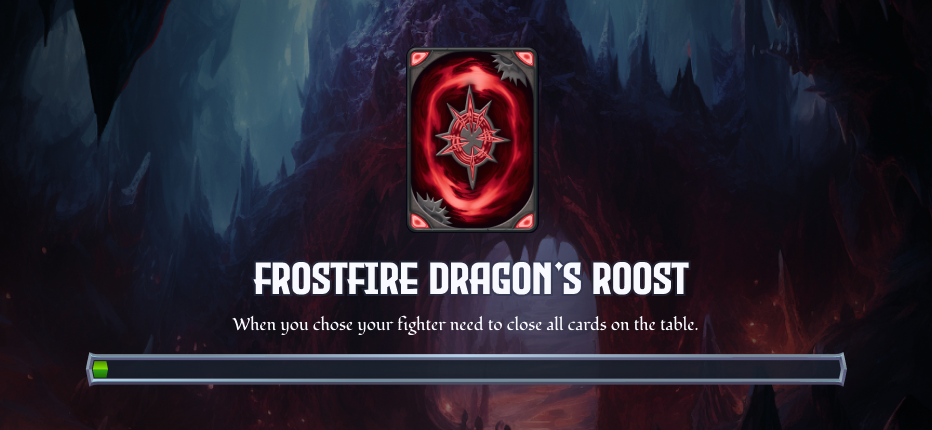 FROSTFIRE DRAGON'S ROOST
When you chose your fighter need to close all cards on the table.